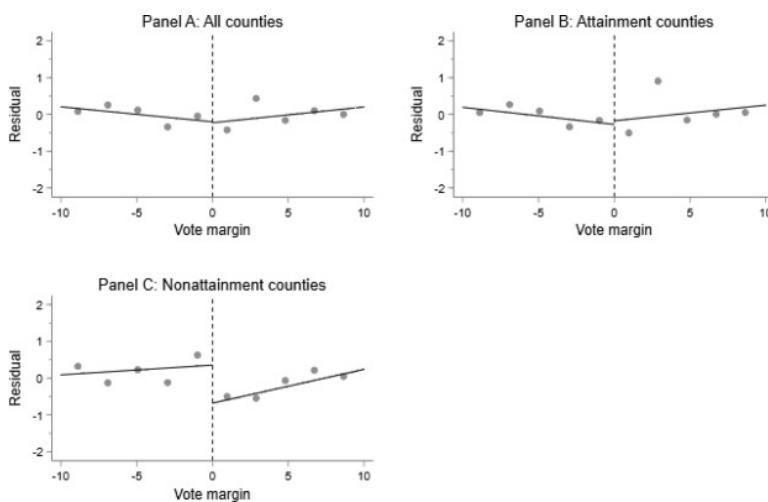 Panel A: All counties
2
1
0
-1
-2
Residual
-10 -5 0 5 10
Vote margin
Panel B: Attainment counties
2
1
0
-1
-2
Residual
-10 -5 0 5 10
Vote margin
Panel C: Nonattainment counties
2
1
0
-1
-2
Residual
-10 -5 0 5 10
Vote margin